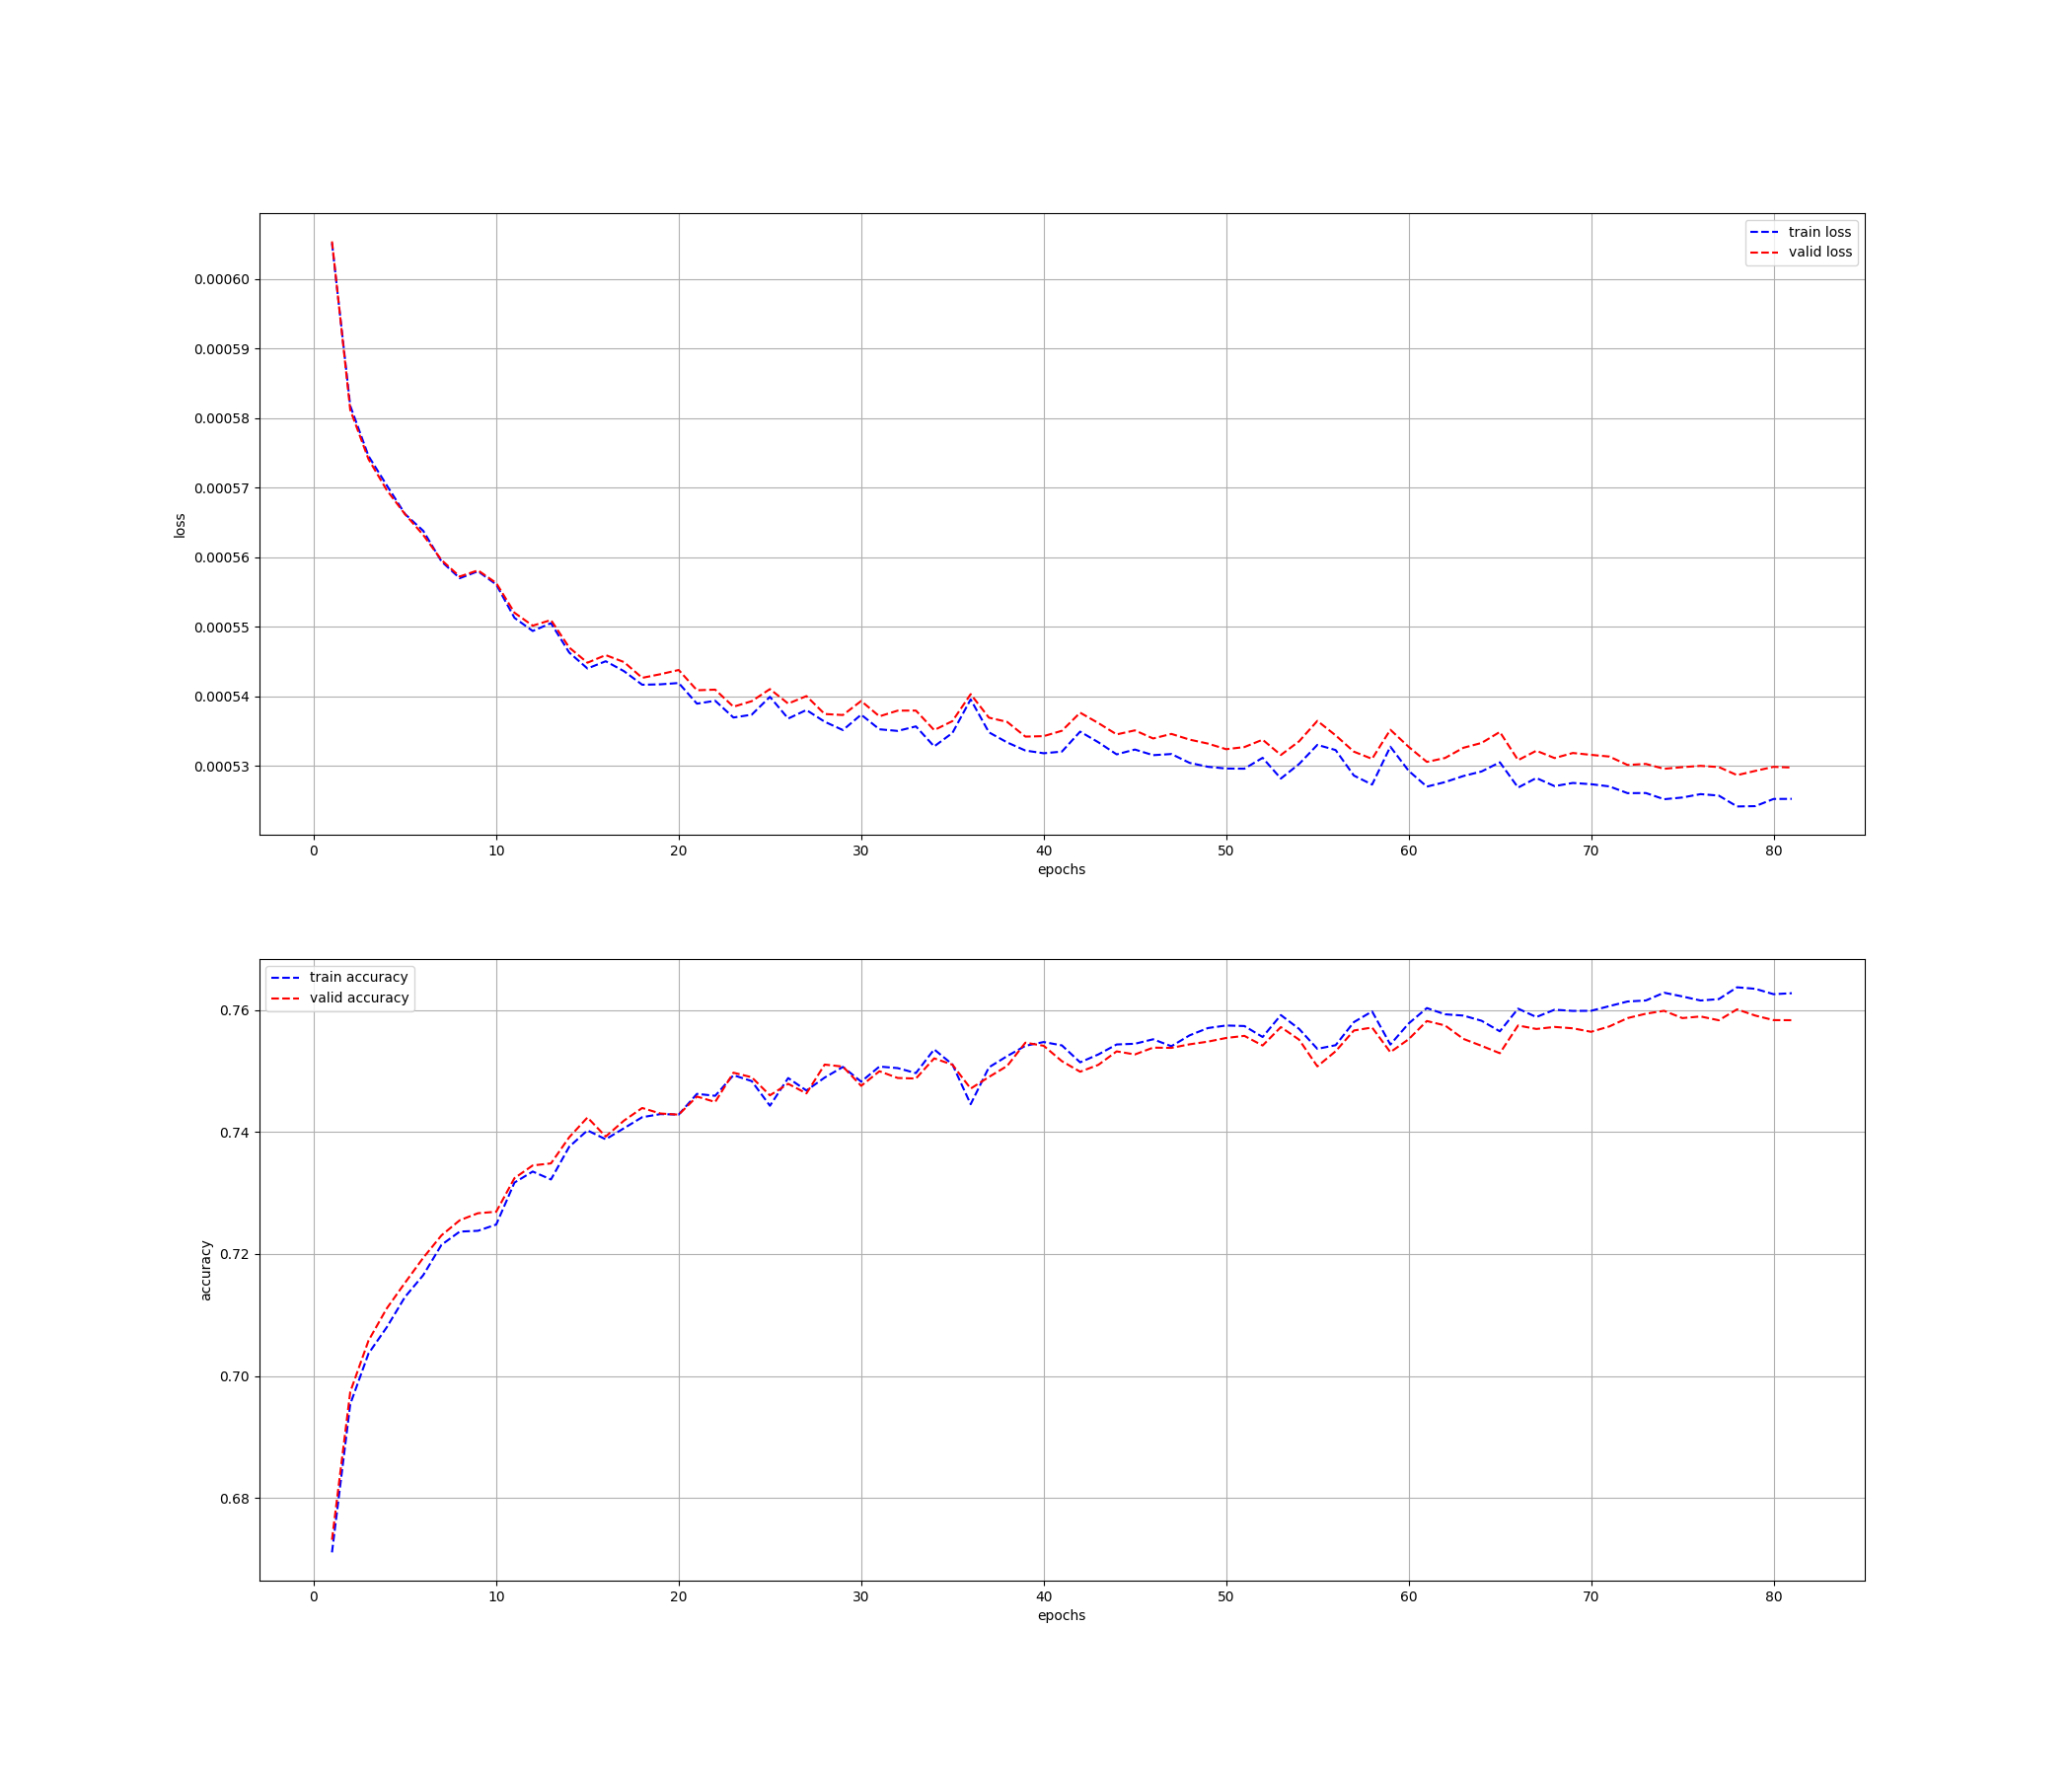 train loss
valid loss
0.00060
0.00059
0.00058
0.00057
0.00056
0.00055
0.00054
0.00053
loss
0 10 20 30 40 50 60 70 80
epochs
train accuracy
valid accuracy
0.76
0.74
0.72
0.70
0.68
accuracy
0 10 20 30 40 50 60 70 80
epochs